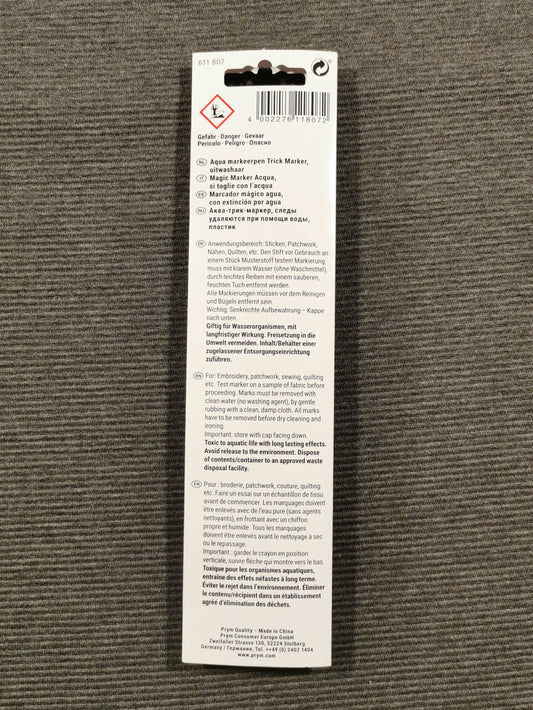 611 807
®
4 002276 118072
Gefahr · Danger · Gevaar
Pericolo · Peligro · Опасно
NL Aqua markeerpen Trick Marker,
uitwashaar
IT Magic Marker Acqua,
si toglie con l'acqua
ES Marcador mágico agua,
con extinción por agua
RU Аква-трик-маркер, следы
удаляются при помощи воды,
пластик
DE Anwendungsbereich: Sticken, Patchwork,
Nähen, Quilten, etc. Den Stift vor Gebrauch an
einem Stück Musterstoff testen! Markierung
muss mit klarem Wasser (ohne Waschmittel),
durch leichtes Reiben mit einem sauberen,
feuchten Tuch entfernt werden.
Alle Markierungen müssen vor dem Reinigen
und Bügeln entfernt sein.
Wichtig: Senkrechte Aufbewahrung – Kappe
nach unten.
Giftig für Wasserorganismen, mit
langfristiger Wirkung. Freisetzung in die
Umwelt vermeiden. Inhalt/Behälter einer
zugelassener Entsorgungseinrichtung
zuführen.
EN For: Embroidery, patchwork, sewing, quilting
etc. Test marker on a sample of fabric before
proceeding. Marks must be removed with
clean water (no washing agent), by gentle
rubbing with a clean, damp cloth. All marks
have to be removed before dry cleaning and
ironing.
Important: store with cap facing down.
Toxic to aquatic life with long lasting effects.
Avoid release to the environment. Dispose
of contents/container to an approved waste
disposal facility.
FR Pour : broderie, patchwork, couture, quilting
etc. Faire un essai sur un échantillon de tissu
avant de commencer. Les marquages doivent
être enlevés avec de l'eau pure (sans agents
nettoyants), en frottant avec un chiffon
propre et humide. Tous les marquages
doivent être enlevés avant le nettoyage à sec
ou le repassage.
Important : garder le crayon en position
verticale, suivre flèche qui montre vers le bas.
Toxique pour les organismes aquatiques,
entraîne des effets néfastes à long terme.
Éviter le rejet dans l'environnement. Éliminer
le contenu/récipient dans un établissement
agréé d'élimination des déchets.
Prym Quality – Made in China
Prym Consumer Europe GmbH
Zweifaller Strasse 130, 52224 Stolberg
Germany / Германия, Tel. ++49 (0) 2402 1404
www.prym.com